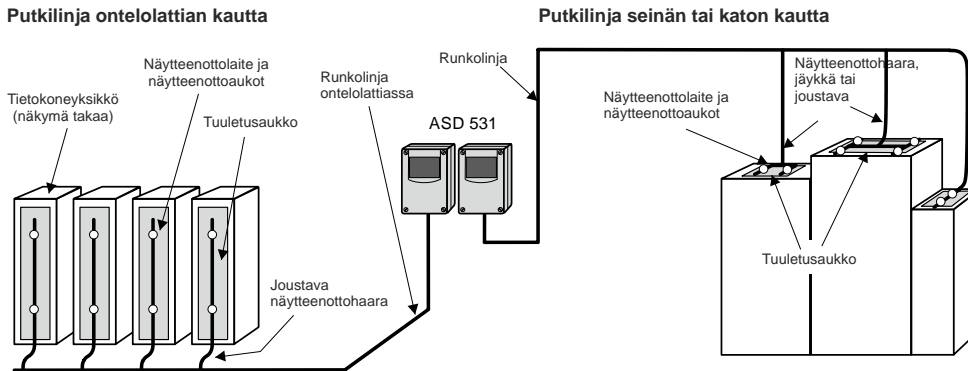 Putkilinja ontelolattian kautta
Putkilinja seinän tai katon kautta
Tietokoneyksikkö
(näkymä takaa)
Näytteenottolaite ja
näytteenottoaukot
Tuuletusaukko
Runkolinja
ontelolattiassa
ASD 531
Runkolinja
Näytteenottolaite ja
näytteenottoaukot
Näytteenottohaara,
jäykkä tai
joustava
Tuuletusaukko
Joustava
näytteenottohaara